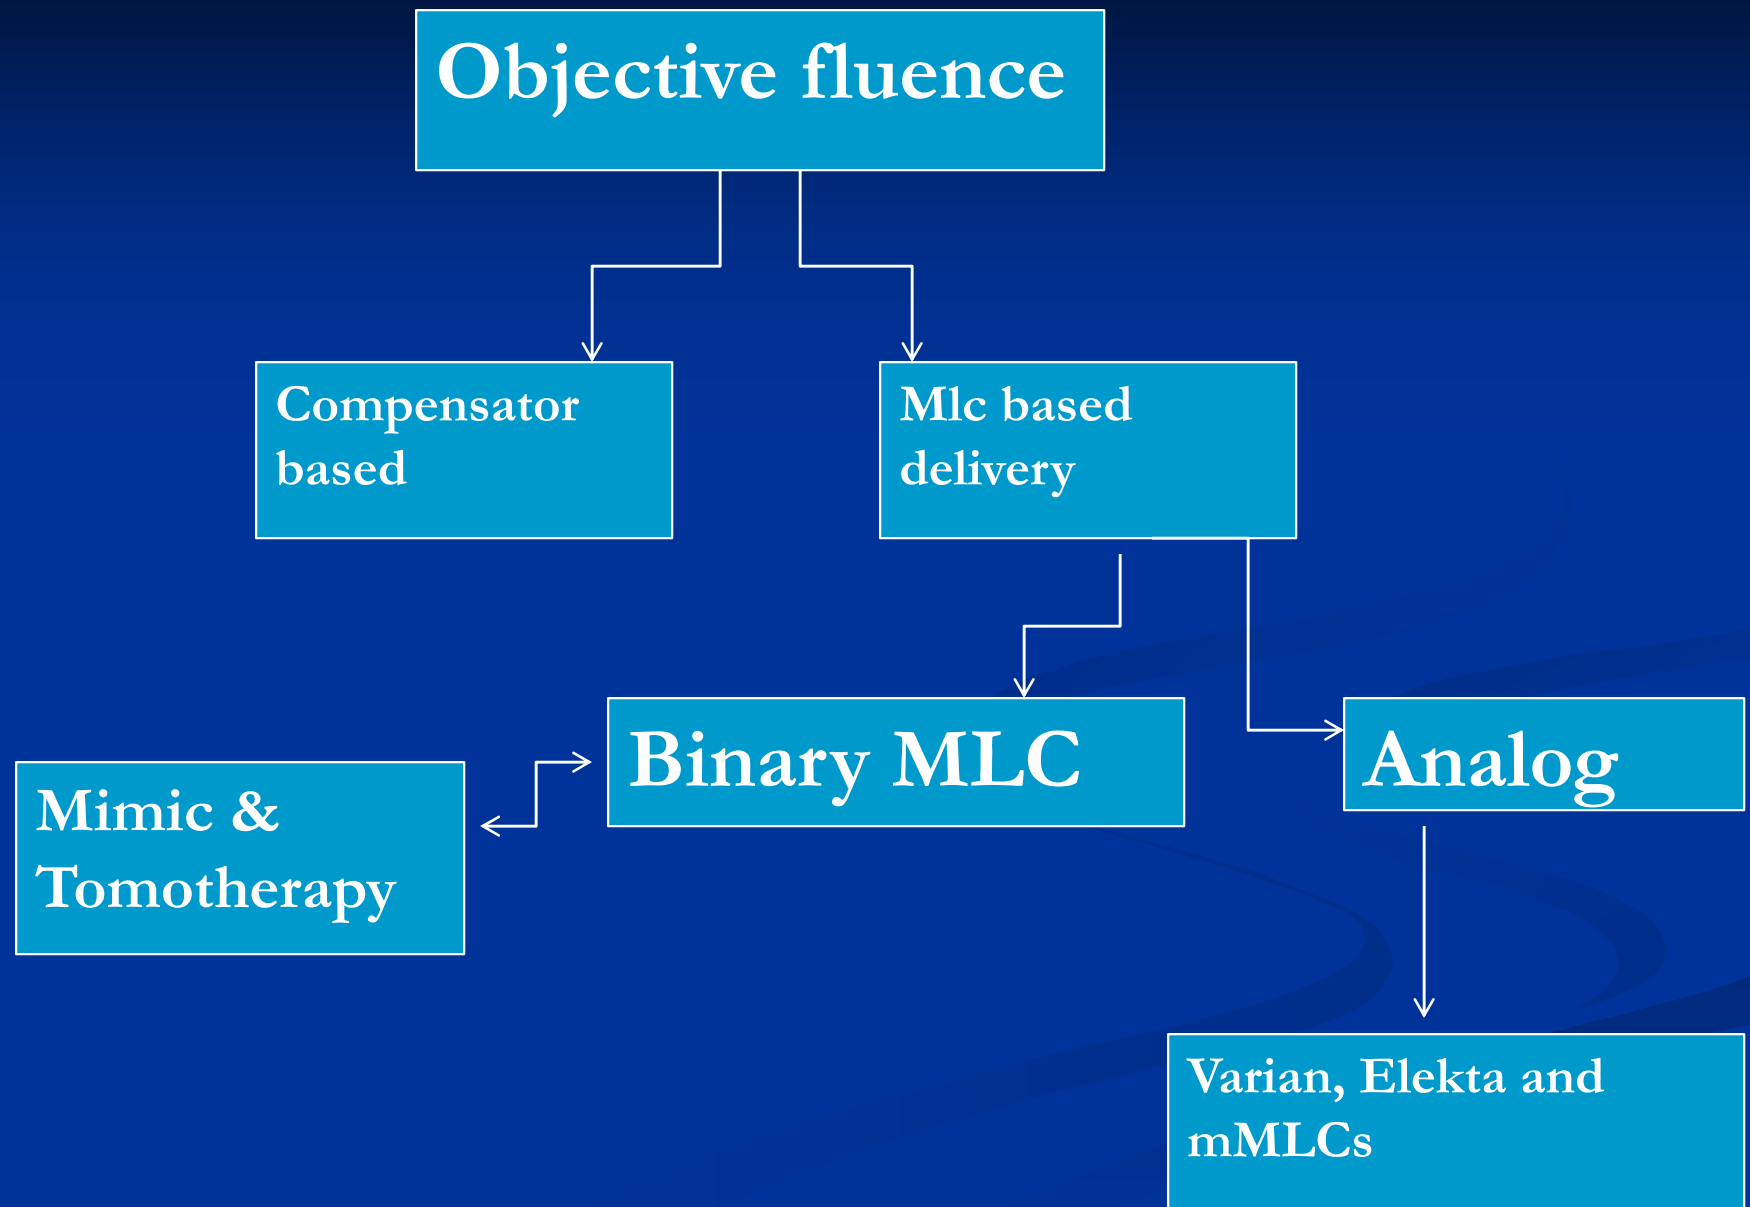 Objective fluence
Compensator
based
Mlc based
delivery
Binary MLC
Analog
Mimic &
Tomotherapy
Varian, Elekta and
mMLCs